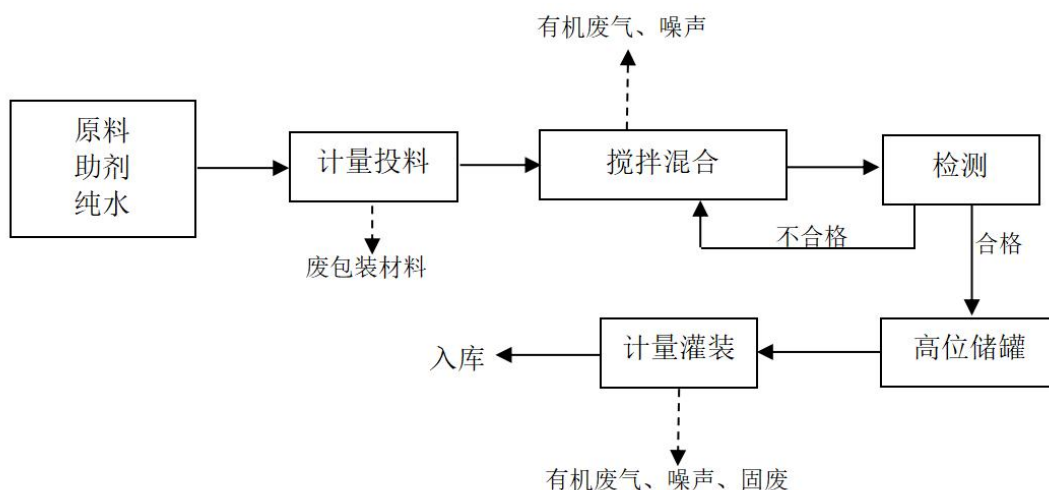 有机废气、噪声
原料
助剂
纯水
计量投料
搅拌混合
检测
不合格
合格
废包装材料
入库
计量灌装
高位储罐
有机废气、噪声、固废